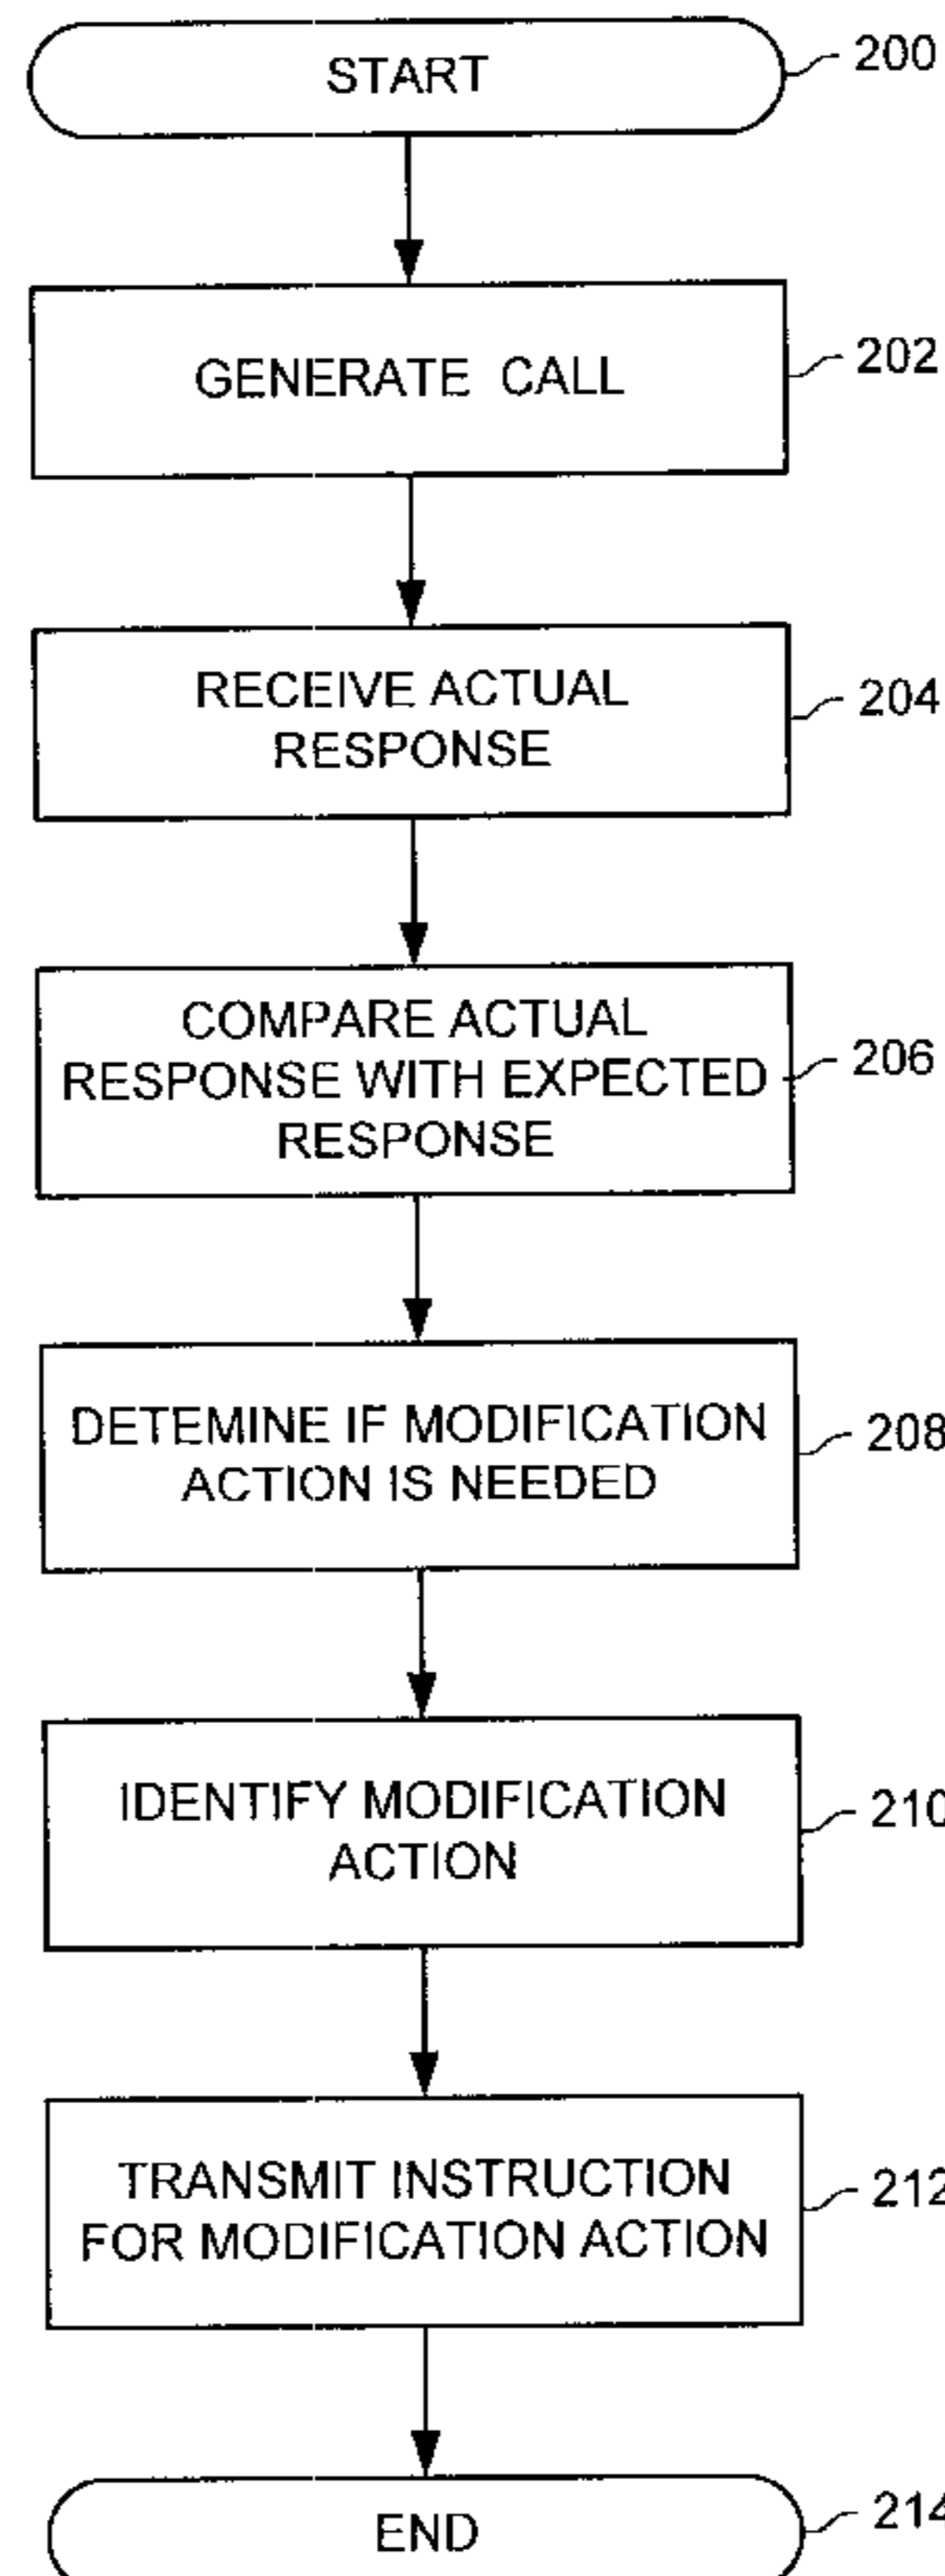 START
200
GENERATE CALL
202
RECEIVE ACTUAL
RESPONSE
204
COMPARE ACTUAL
RESPONSE WITH EXPECTED
RESPONSE
206
DETEMINE IF MODIFICATION
ACTION IS NEEDED
208
IDENTIFY MODIFICATION
ACTION
210
TRANSMIT INSTRUCTION
FOR MODIFICATION ACTION
212
END
214